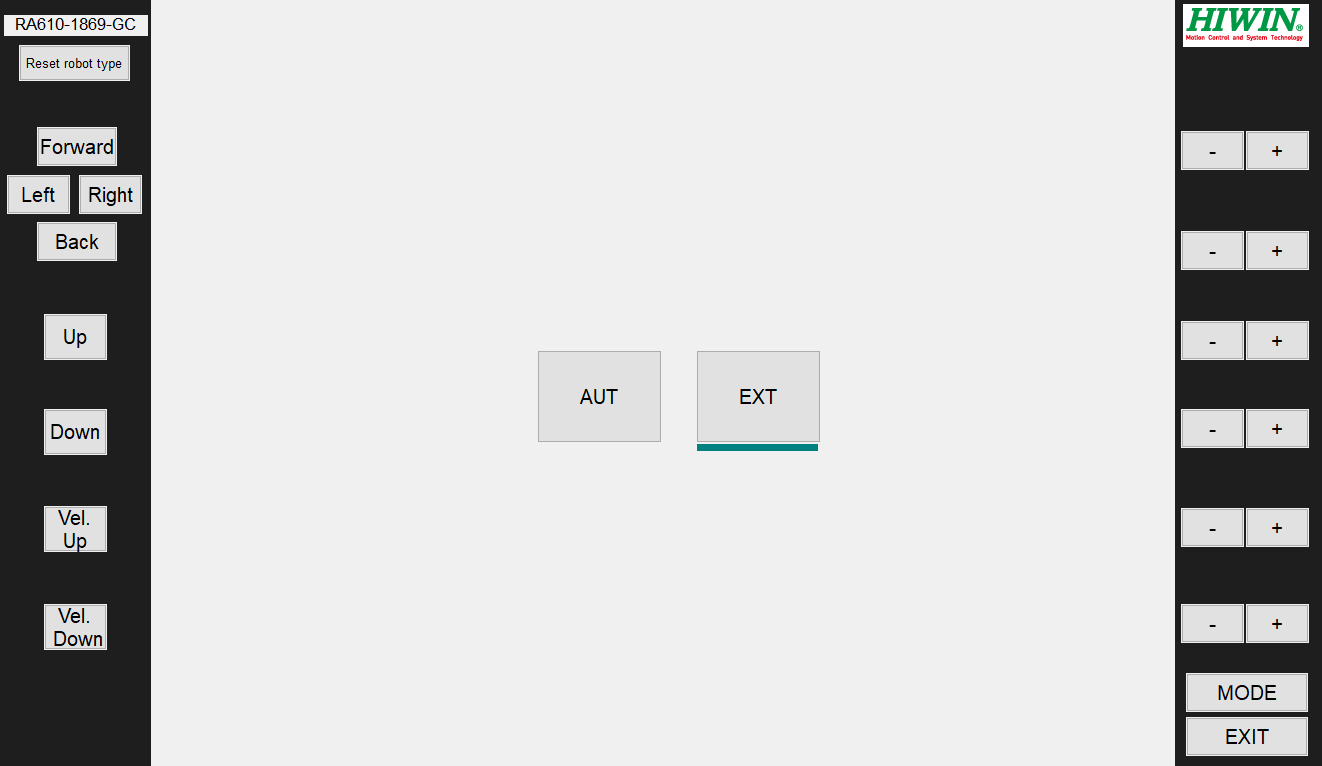 RA610-1869-GC
Reset robot type
Forward
Left Right
Back
Up
Down
Vel.
Up
Vel.
Down
AUT EXT
HIWIN®
Motion Control and System Technology
- +
- +
- +
- +
- +
- +
MODE
EXIT